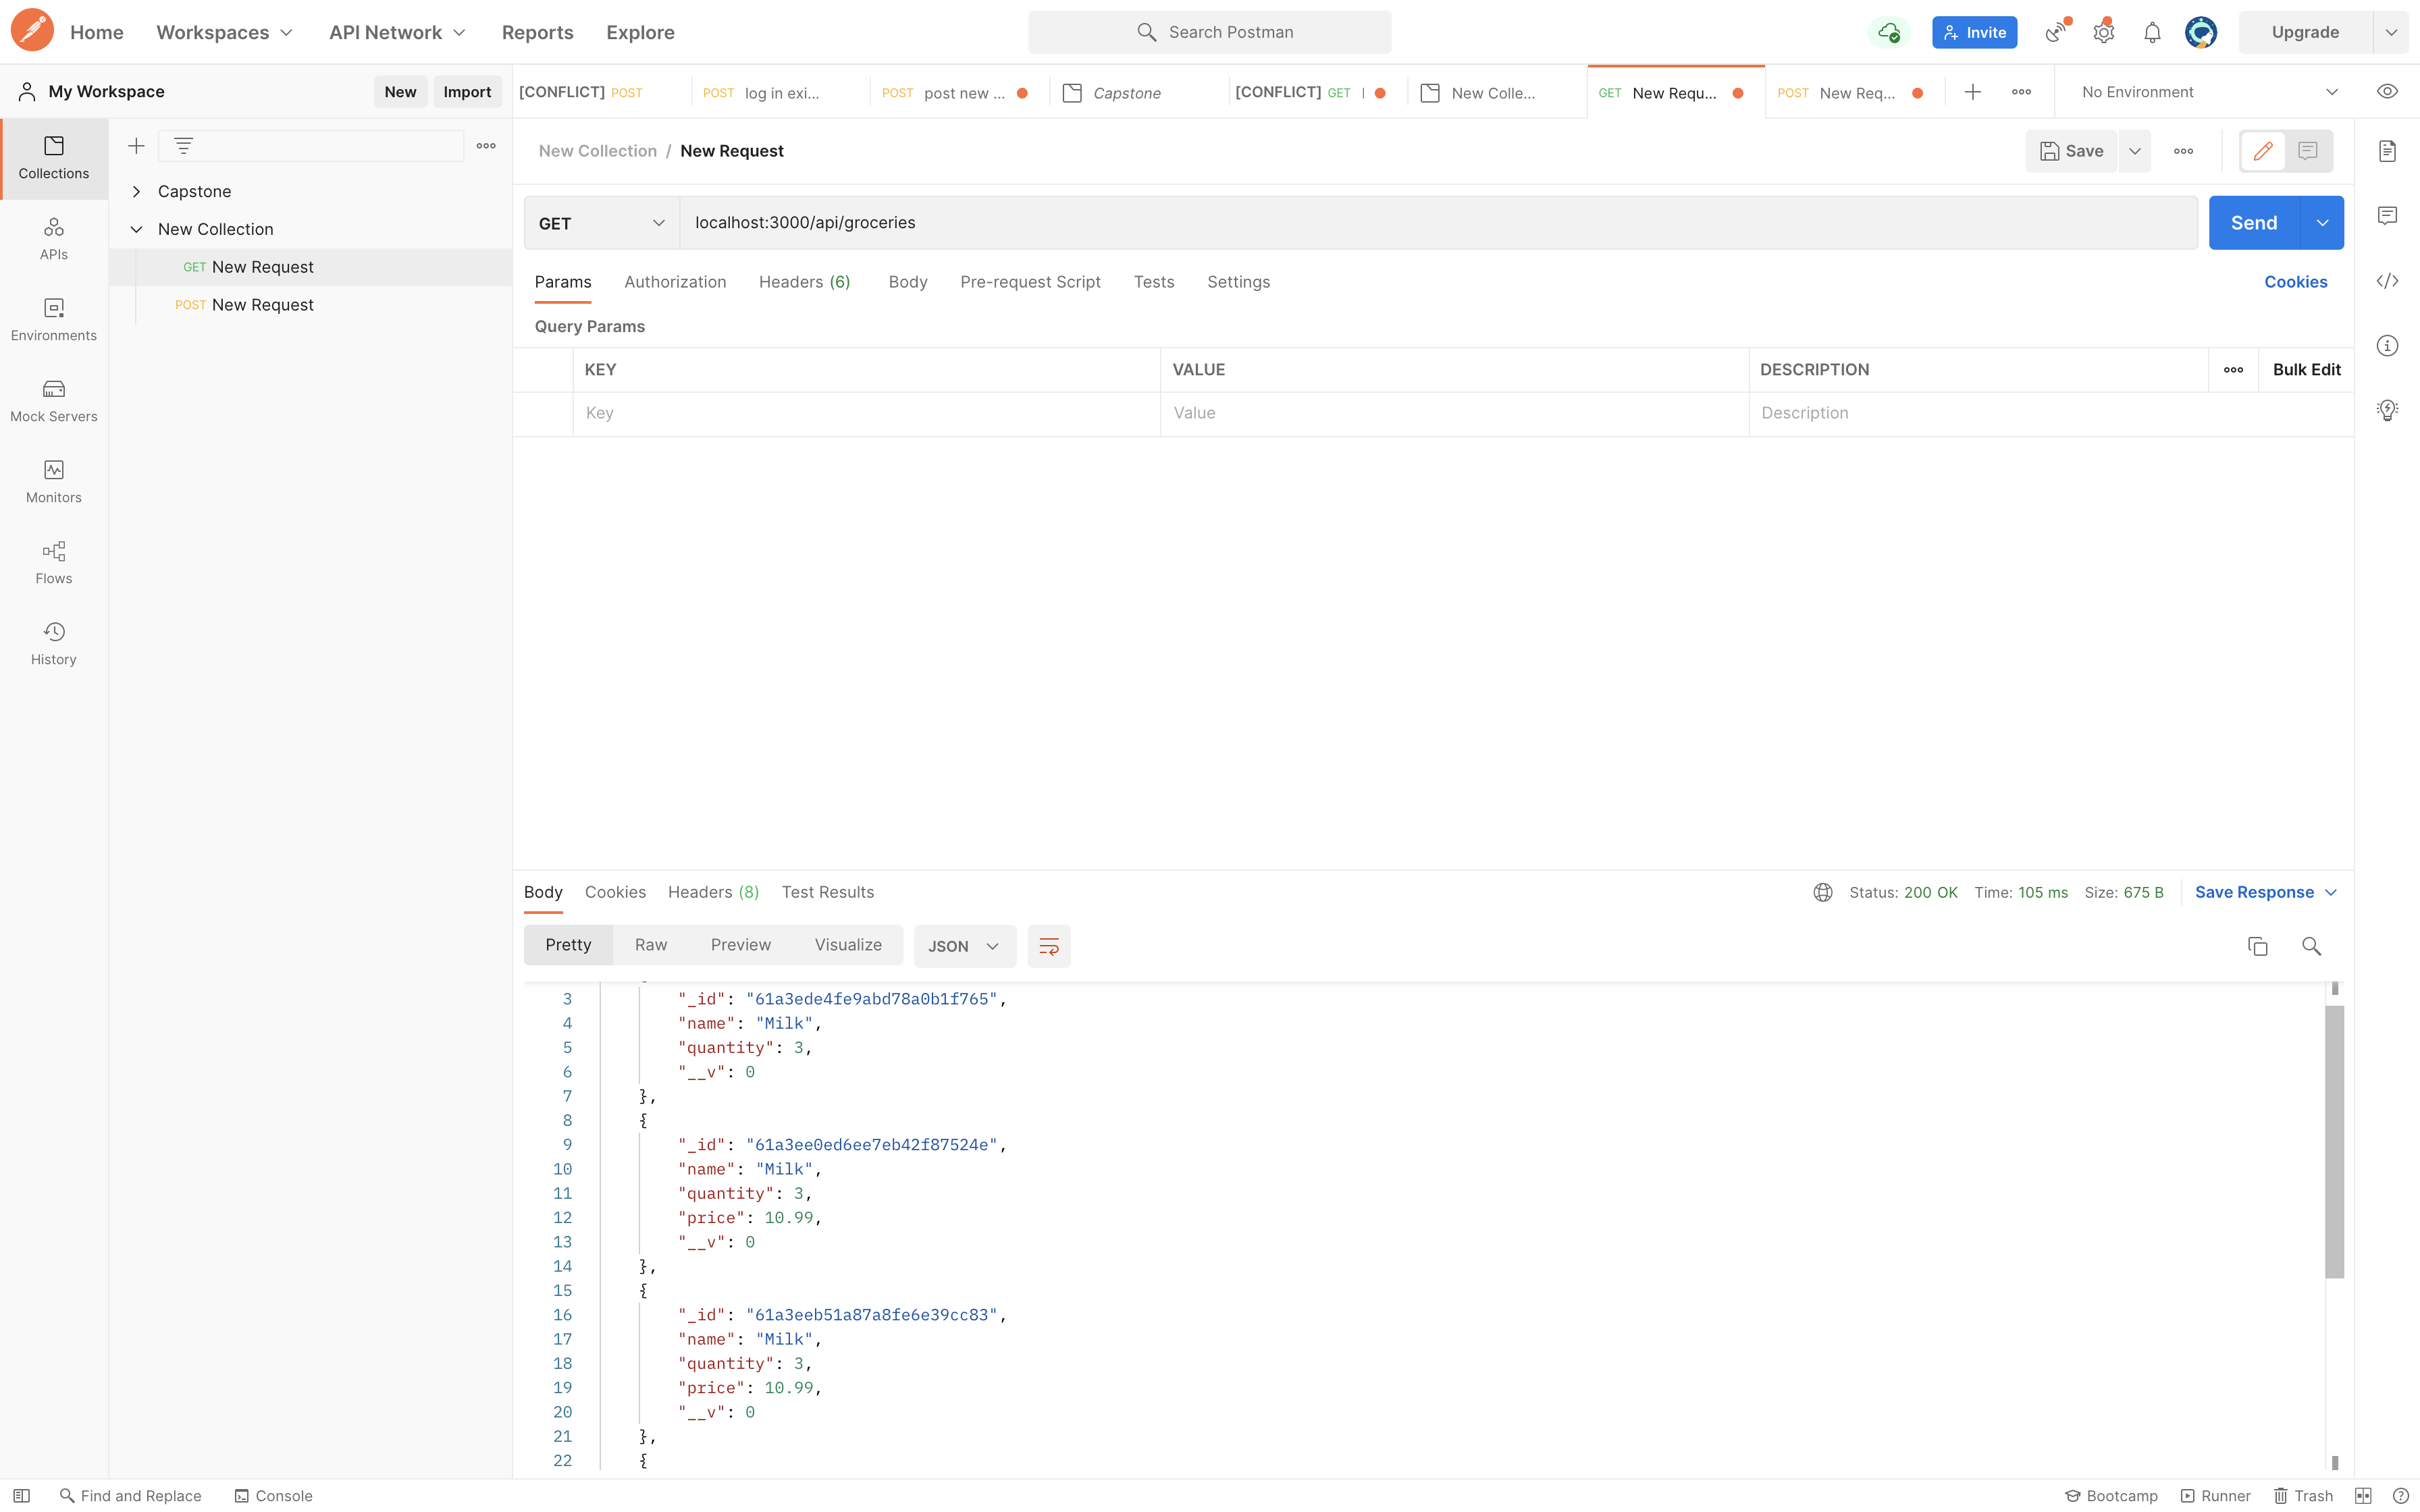 Home Workspaces API Network Reports Explore Search Postman Invite Upgrade
My Workspace New Import [CONFLICT] POST POST log in exi... POST post new ... Capstone [CONFLICT] GET New Colle... GET New Requ... POST New Req... No Environment
New Collection / New Request Save
Collections
Capstone
New Collection
GET New Request
POST New Request
APIs
Environments
Mock Servers
Monitors
Flows
History
GET localhost:3000/api/groceries Send
Params Authorization Headers (6) Body Pre-request Script Tests Settings Cookies
Query Params
KEY VALUE DESCRIPTION Bulk Edit
Key Value Description
Body Cookies Headers (8) Test Results Status: 200 OK Time: 105 ms Size: 675 B Save Response
Pretty Raw Preview Visualize JSON
3 "_id": "61a3ede4fe9abd78a0b1f765",
4 "name": "Milk",
5 "quantity": 3,
6 "__v": 0
7 },
8 {
9 "_id": "61a3ee0ed6ee7eb42f87524e",
10 "name": "Milk",
11 "quantity": 3,
12 "price": 10.99,
13 "__v": 0
14 },
15 {
16 "_id": "61a3eeb51a87a8fe6e39cc83",
17 "name": "Milk",
18 "quantity": 3,
19 "price": 10.99,
20 "__v": 0
21 },
22 {
Find and Replace Console Bootcamp Runner Trash